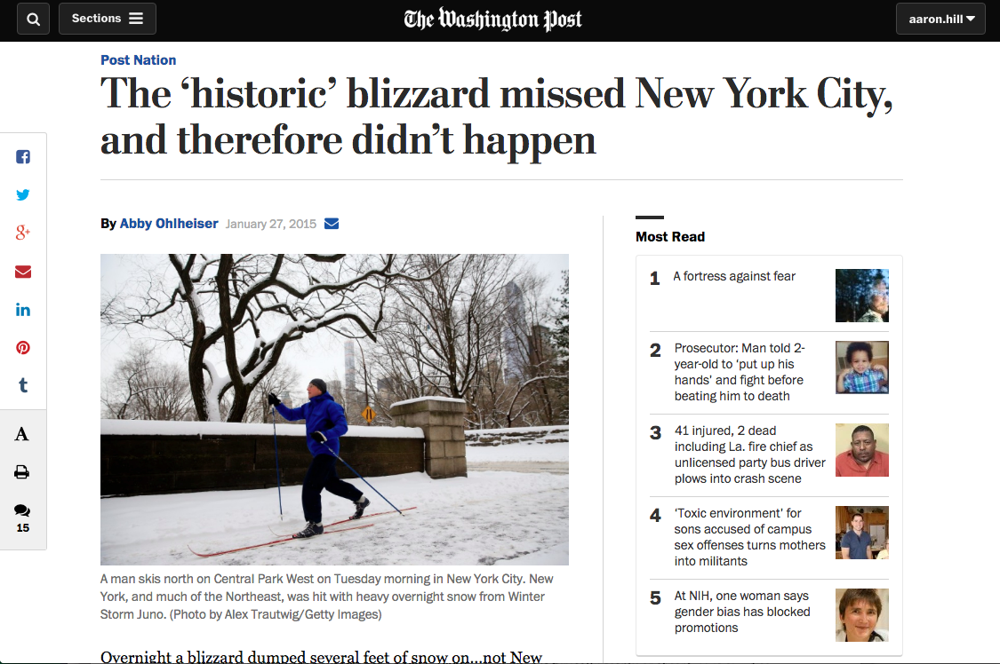 Sections
The Washington Post
aaron.hill
Post Nation
The ‘historic’ blizzard missed New York City,
and therefore didn’t happen
By Abby Ohlheiser January 27, 2015
A man skis north on Central Park West on Tuesday morning in New York City. New
York, and much of the Northeast, was hit with heavy overnight snow from Winter
Storm Juno. (Photo by Alex Trautwig/Getty Images)
Overnight a blizzard dumped several feet of snow on...not New
15
Most Read
1 A fortress against fear
2 Prosecutor: Man told 2-
year-old to ‘put up his
hands’ and fight before
beating him to death
3 41 injured, 2 dead
including La. fire chief as
unlicensed party bus driver
plows into crash scene
4 ‘Toxic environment’ for
sons accused of campus
sex offenses turns mothers
into militants
5 At NIH, one woman says
gender bias has blocked
promotions